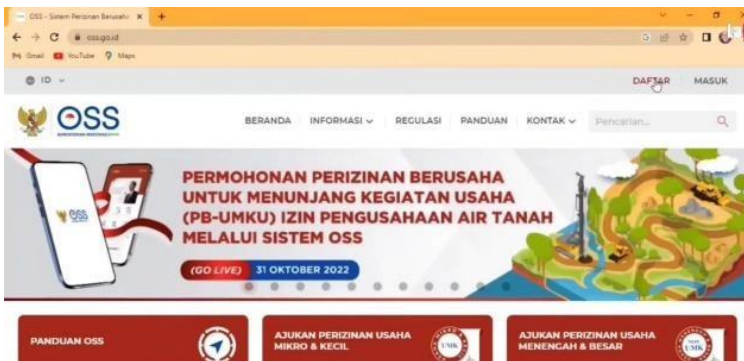 OSS - Sistem Perizinan Berusaha
oss.go.id
Gmail YouTube Maps
ID
DAFTAR MASUK
OSS
BERANDA INFORMASI REGULASI PANDUAN KONTAK Pencarian...
PERMOHONAN PERIZINAN BERUSAHA
UNTUK MENUNJANG KEGIATAN USAHA
(PB-UMKU) IZIN PENGUSAHAAN AIR TANAH
MELALUI SISTEM OSS
OSS
(GO LIVE) 31 OKTOBER 2022
PANDUAN OSS
AJUKAN PERIZINAN USAHA
MIKRO & KECIL
UMK
AJUKAN PERIZINAN USAHA
MENENGAH & BESAR
NON
UMK